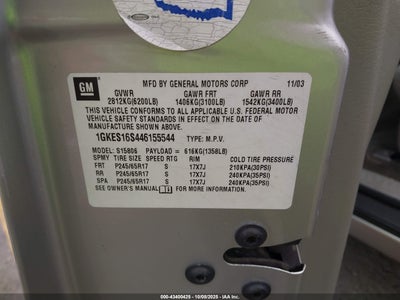 GM
MFD BY GENERAL MOTORS CORP 11/03
GVWR GAWR FRT GAWR RR
2812KG(6200LB) 1406KG(3100LB) 1542KG(3400LB)
THIS VEHICLE CONFORMS TO ALL APPLICABLE U.S. FEDERAL MOTOR
VEHICLE SAFETY STANDARDS IN EFFECT ON THE DATE OF
MANUFACTURE SHOWN ABOVE.
1GKES16S446155544 TYPE: M.P.V.
MODEL: S15806 PAYLOAD = 616KG(1358LB)
SPMY TIRE SIZE SPEED RTG RIM COLD TIRE PRESSURE
FRT P245/65R17 S 17X7J 210KPA(30PSI)
RR P245/65R17 S 17X7J 240KPA(35PSI)
SPA P245/65R17 S 17X7J 240KPA(35PSI)
SEE OWNER'S MANUAL FOR MORE INFORMATION.
000-43400425 - 10/09/2025 - www.iaai.com